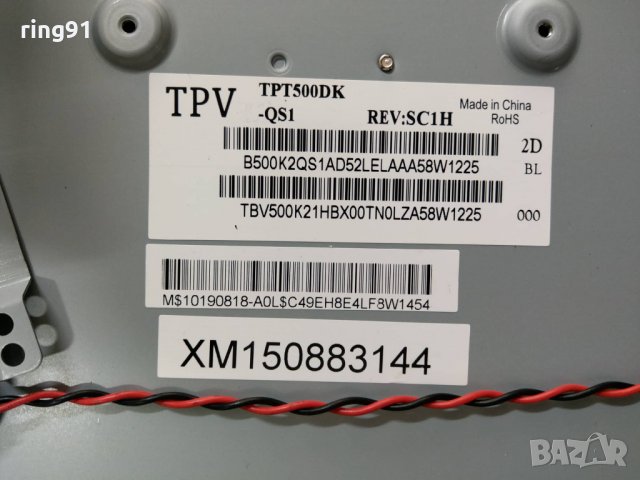 ring91
TPV TPT500DK
-QS1 REV:SC1H
Made in China
RoHS
2D
B500K2QS1AD52LELAAA58W1225
BL
TBV500K21HBX00TN0LZA58W1225
000
M$10190818-A0L$C49EH8E4LF8W1454
XM150883144
BAZAR